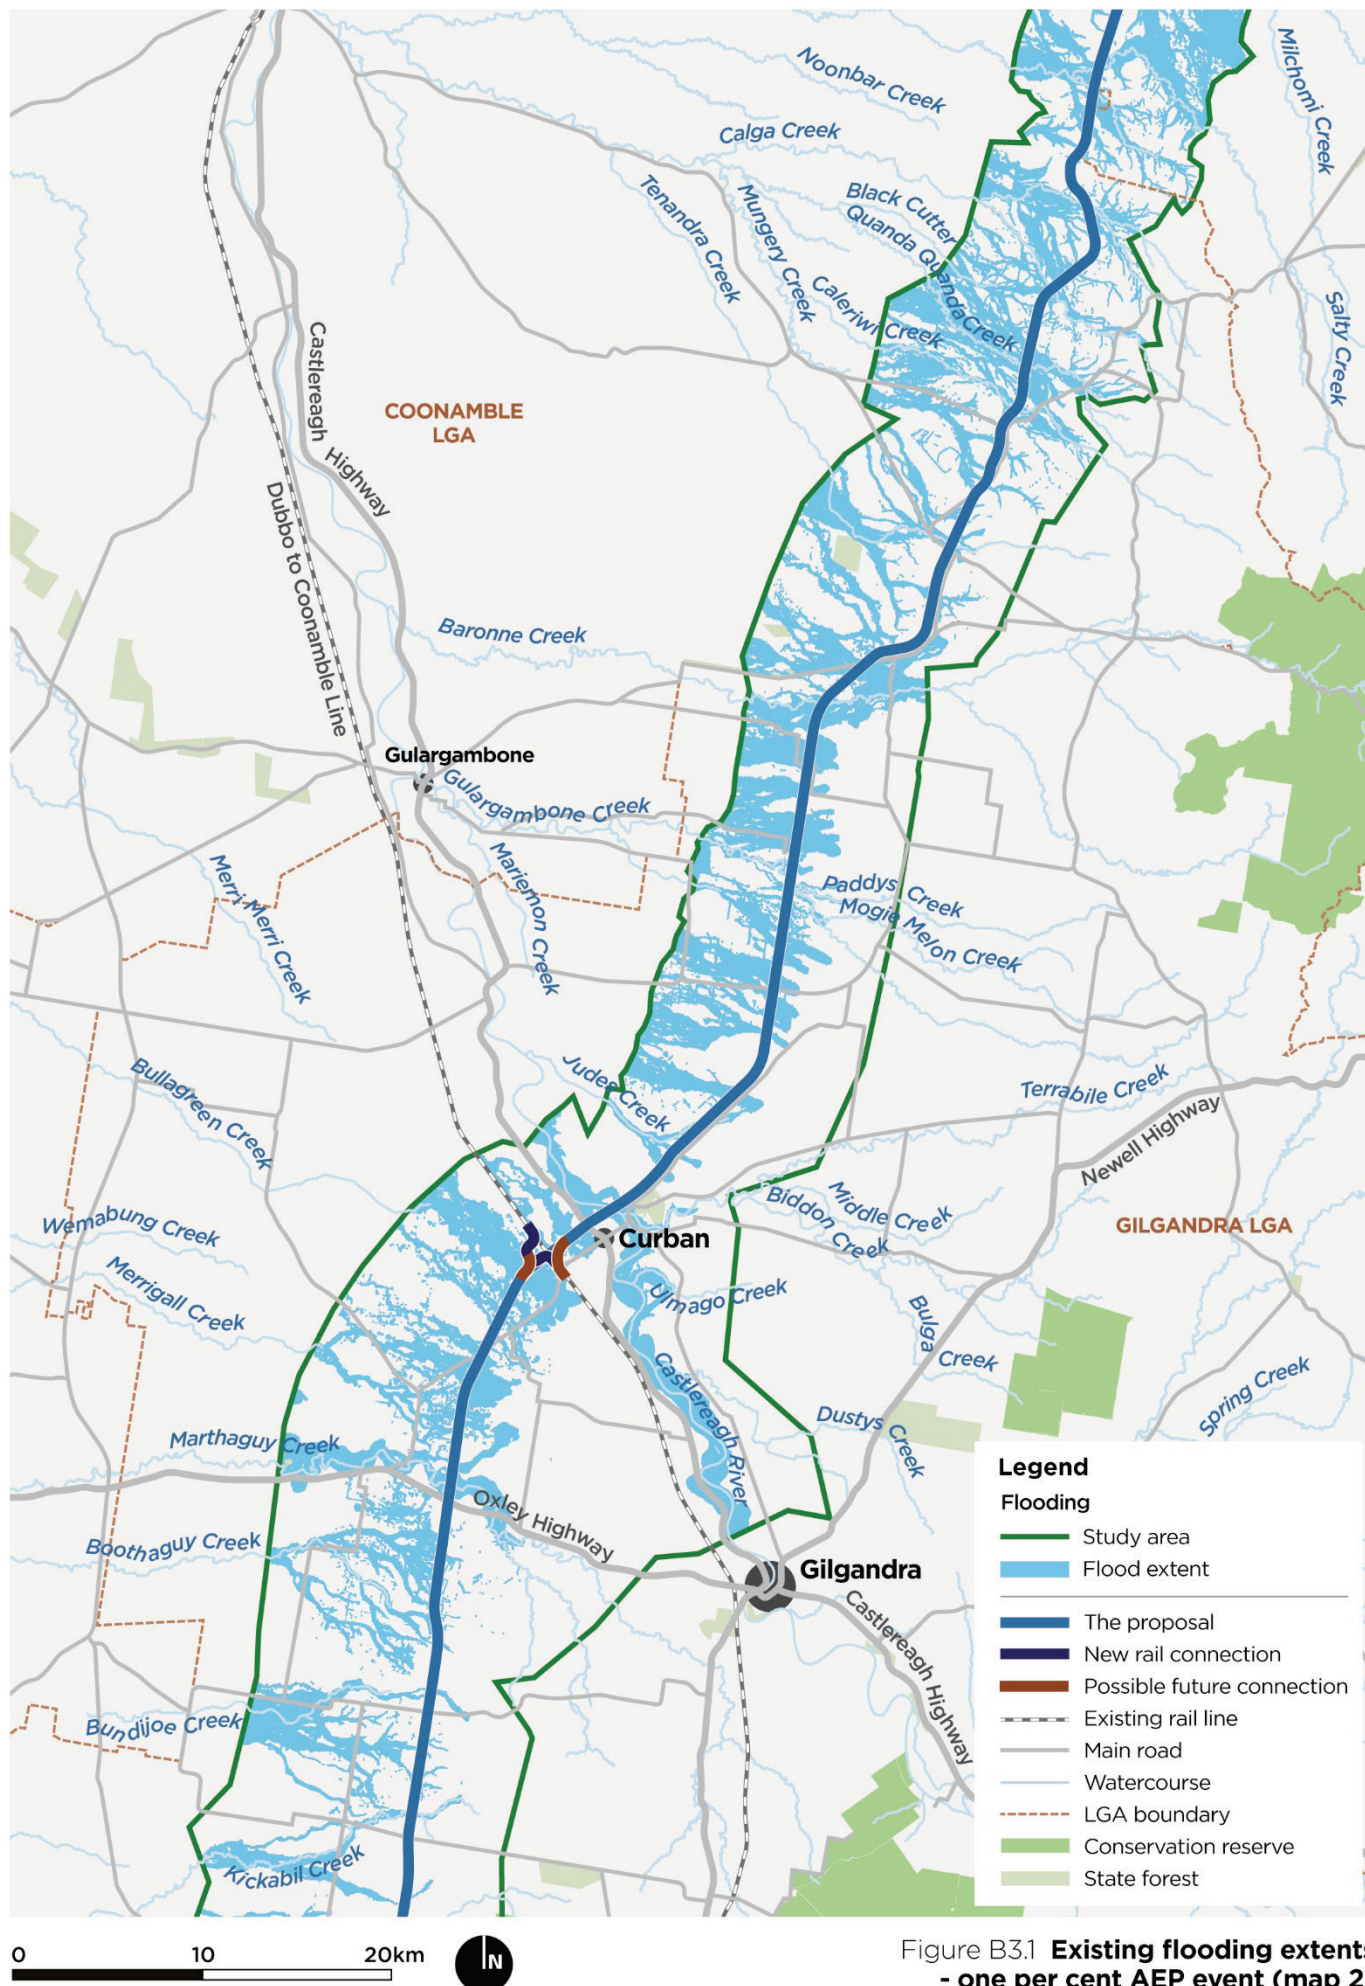 Noonbar Creek
Milchomi Creek
Calga Creek
Tenandra Creek
Mungery Creek
Black Cutter
Quanda Quanda Creek
Caleriwi Creek
Salty Creek
Castlereagh
Highway
COONAMBLE
LGA
Dubbo to Coonamble Line
Baronne Creek
Gulargambone
Gulargambone Creek
Merri Merri Creek
Mariemon Creek
Paddys Creek
Mogie Melon Creek
Bullagreen Creek
Judes Creek
Terrabile Creek
Newell Highway
Wemabung Creek
Middle Creek
Biddon Creek
GILGANDRA LGA
Curban
Merrigall Creek
Ulmago Creek
Bulga
Creek
Castlereagh River
Spring Creek
Marthaguy Creek
Dustys Creek
Oxley Highway
Boothaguy Creek
Gilgandra
Castlereagh Highway
Bundijoe Creek
Kickabil Creek
Legend
Flooding
Study area
Flood extent
The proposal
New rail connection
Possible future connection
Existing rail line
Main road
Watercourse
LGA boundary
Conservation reserve
State forest
0 10 20km
N
Figure B3.1 Existing flooding extents
- one per cent AEP event (map 2